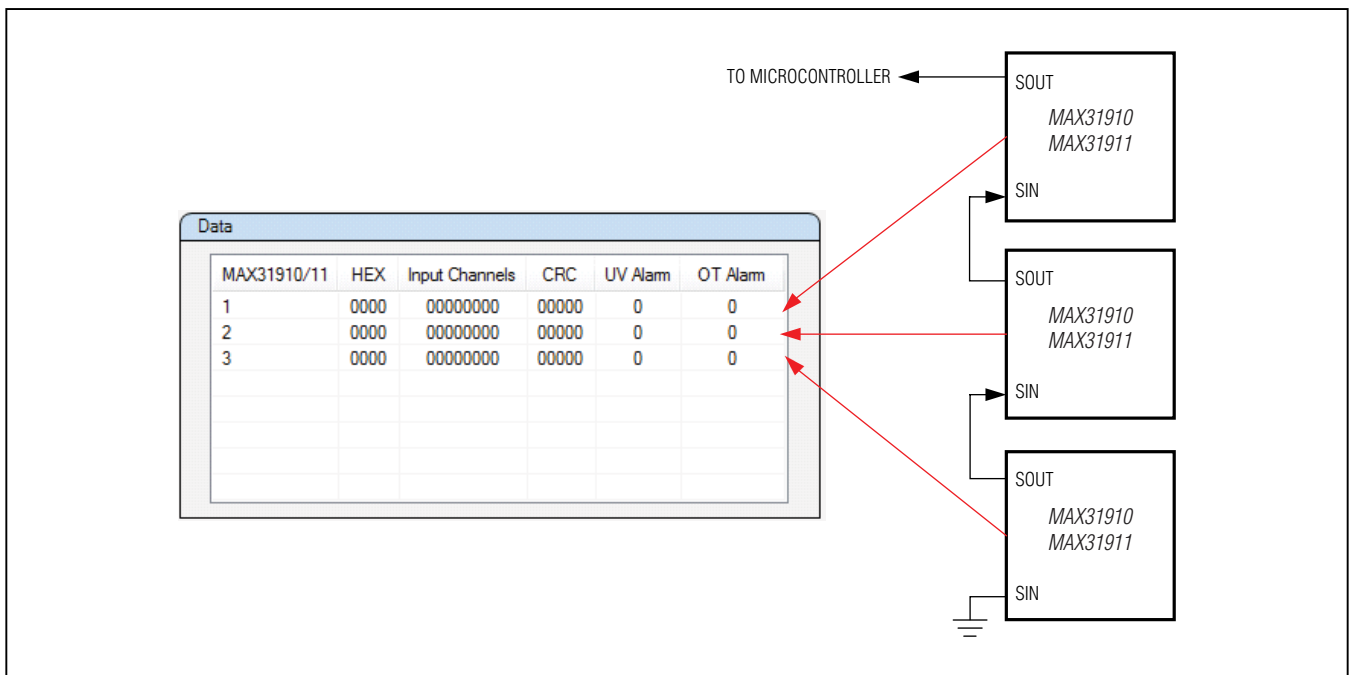 TO MICROCONTROLLER
SOUT
MAX31910
MAX31911
SIN
Data
MAX31910/11 HEX Input Channels CRC UV Alarm OT Alarm
1 0000 00000000 00000 0 0
2 0000 00000000 00000 0 0
3 0000 00000000 00000 0 0
SOUT
MAX31910
MAX31911
SIN
SOUT
MAX31910
MAX31911
SIN